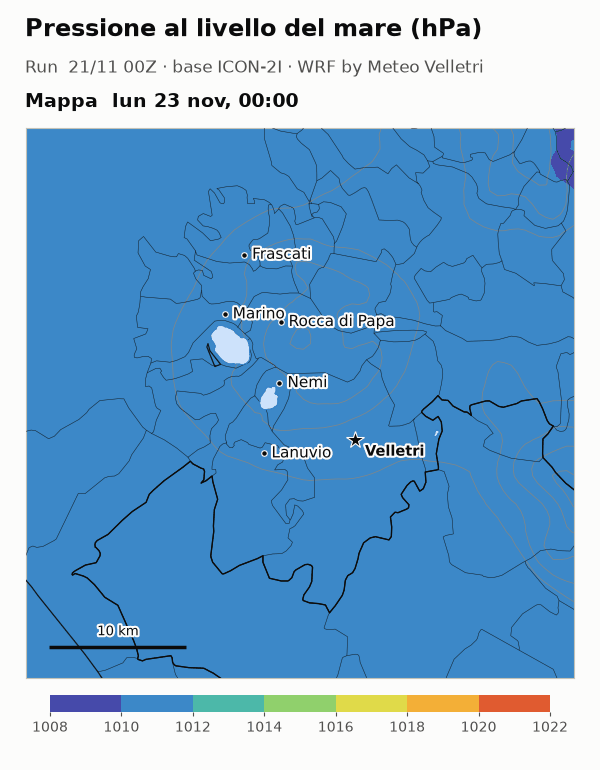 Pressione al livello del mare (hPa)
Run  21/11 00Z · base ICON-2I · WRF by Meteo Velletri
Mappa  lun 23 nov, 00:00
Frascati
Marino
Rocca di Papa
Nemi
Velletri
Lanuvio
10 km
1008 1010 1012 1014 1016 1018 1020 1022